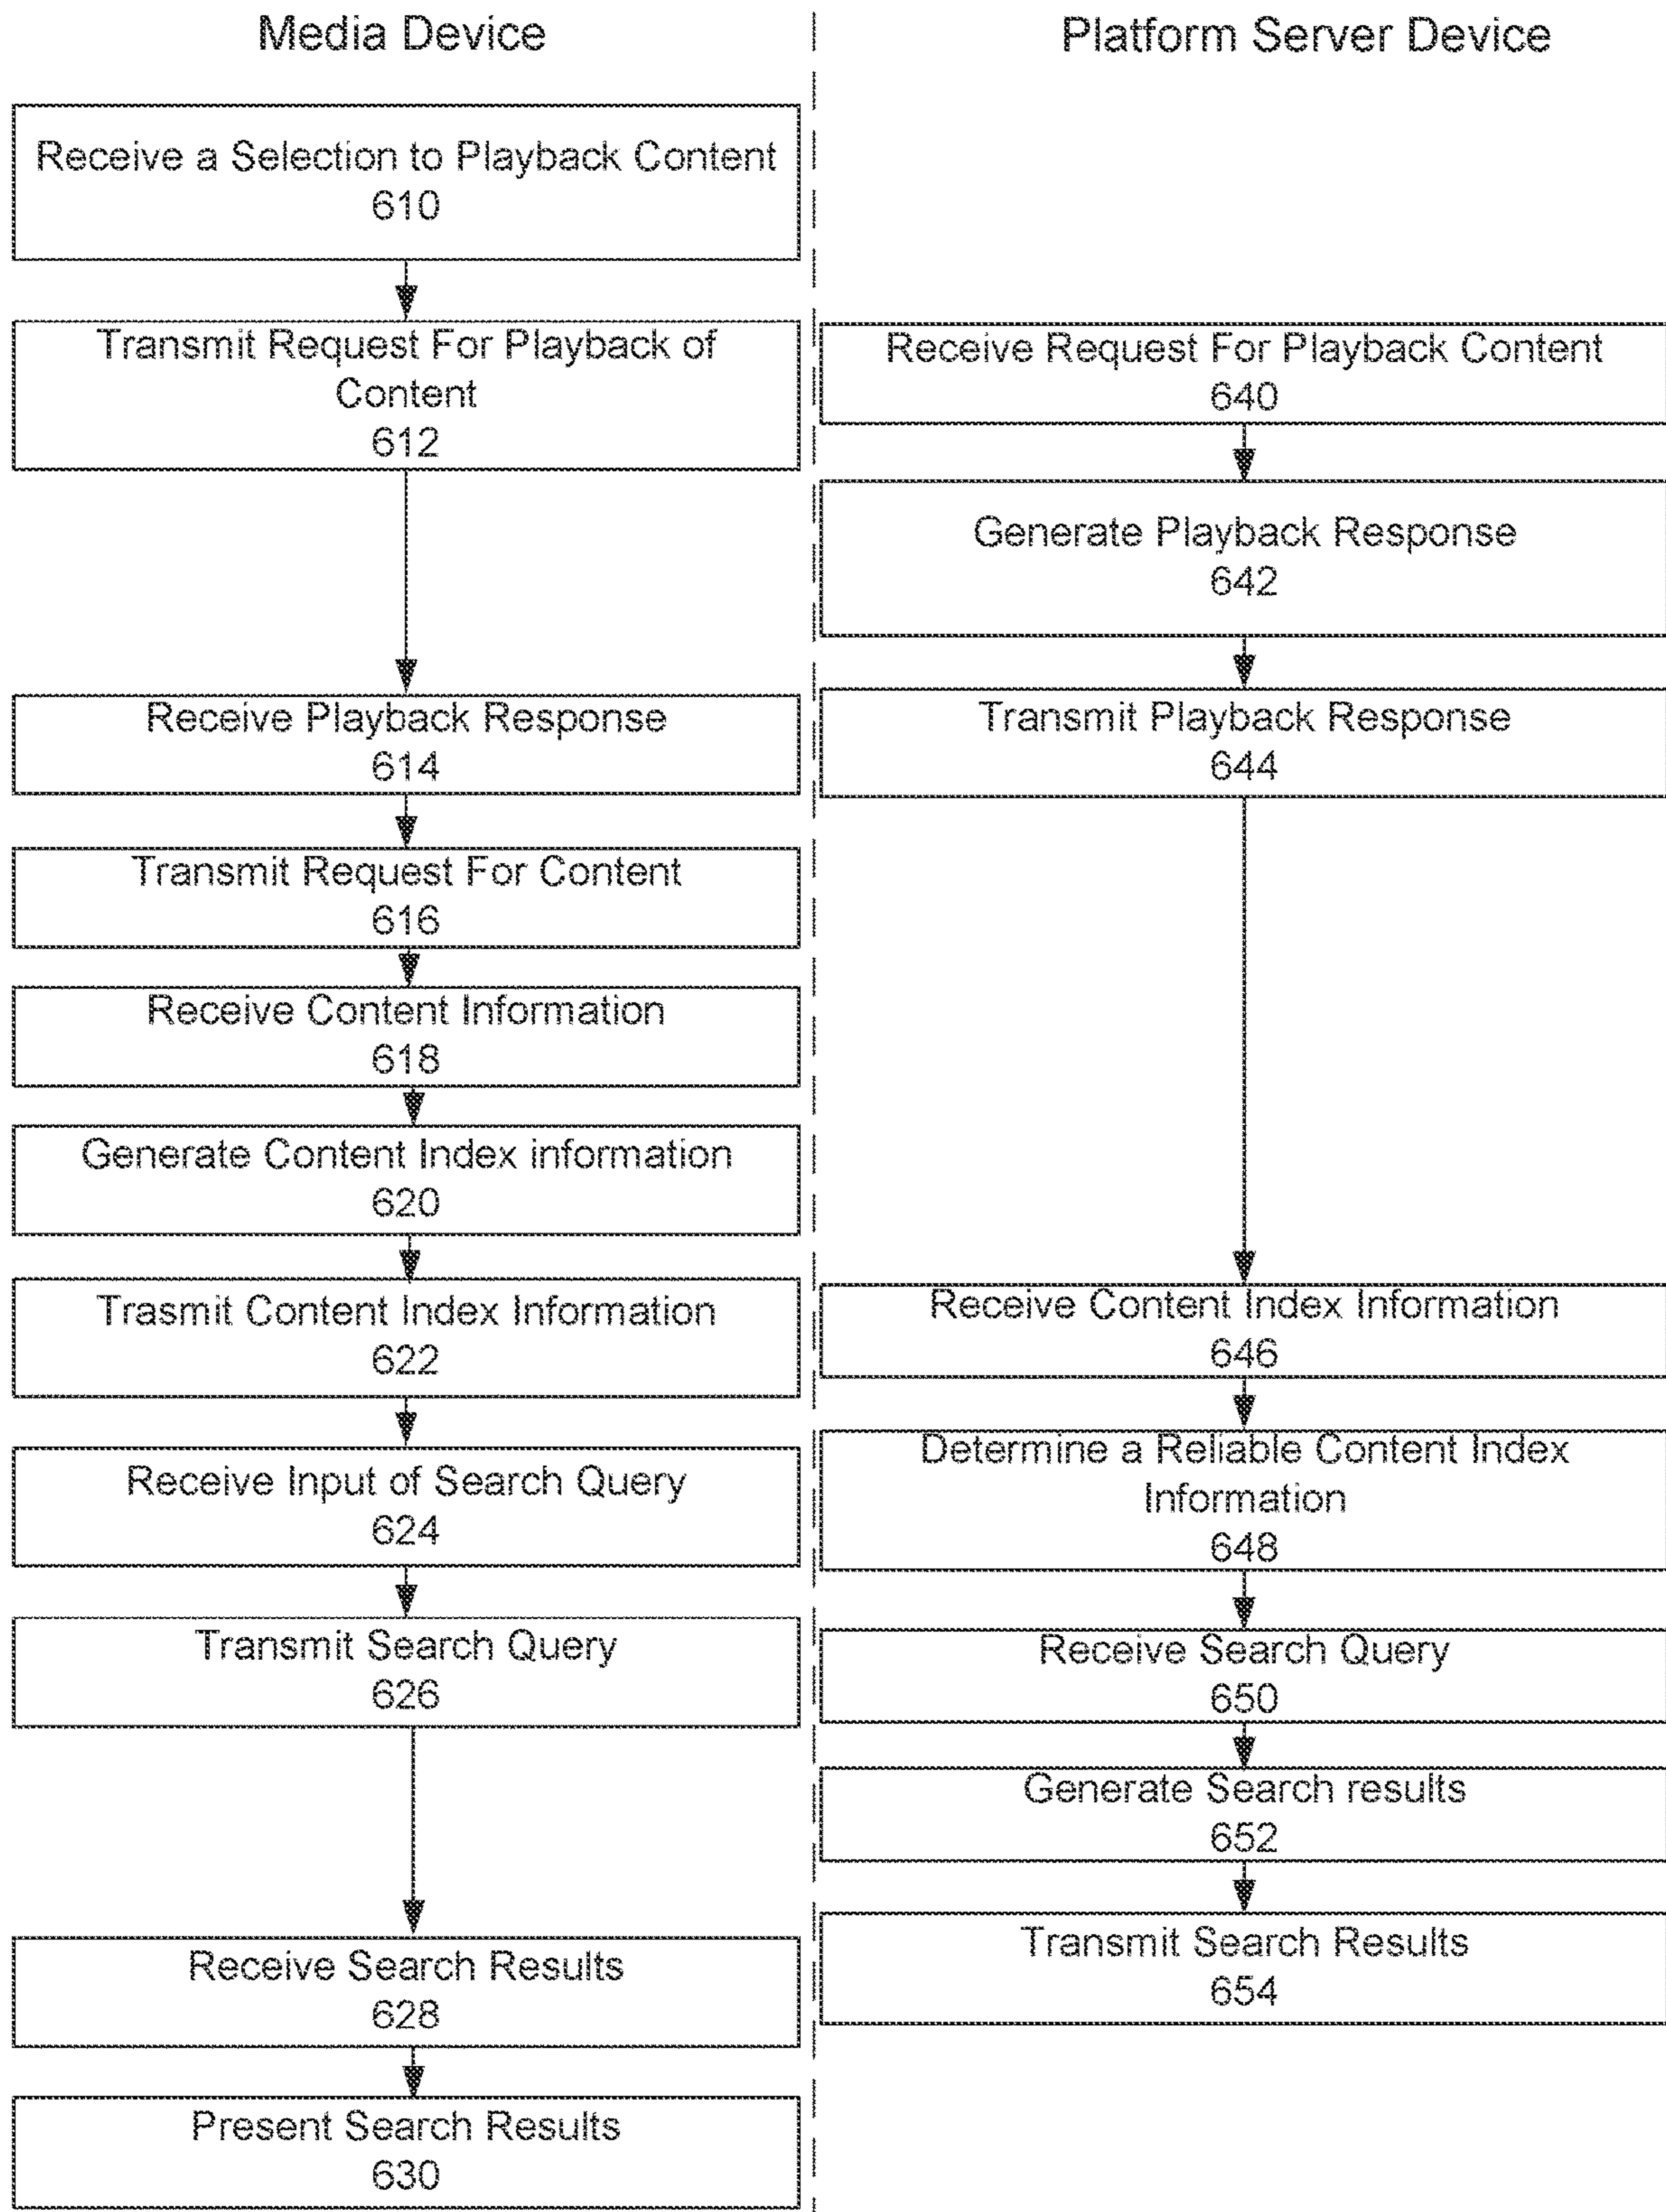 Media Device
Receive a Selection to Playback Content
610
Transmit Request For Playback of
Content
612
Receive Playback Response
614
Transmit Request For Content
616
Receive Content Information
618
Generate Content Index information
620
Trasmit Content Index Information
622
Receive Input of Search Query
624
Transmit Search Query
626
Receive Search Results
628
Present Search Results
630
Platform Server Device
Receive Request For Playback Content
640
Generate Playback Response
642
Transmit Playback Response
644
Receive Content Index Information
646
Determine a Reliable Content Index
Information
648
Receive Search Query
650
Generate Search results
652
Transmit Search Results
654